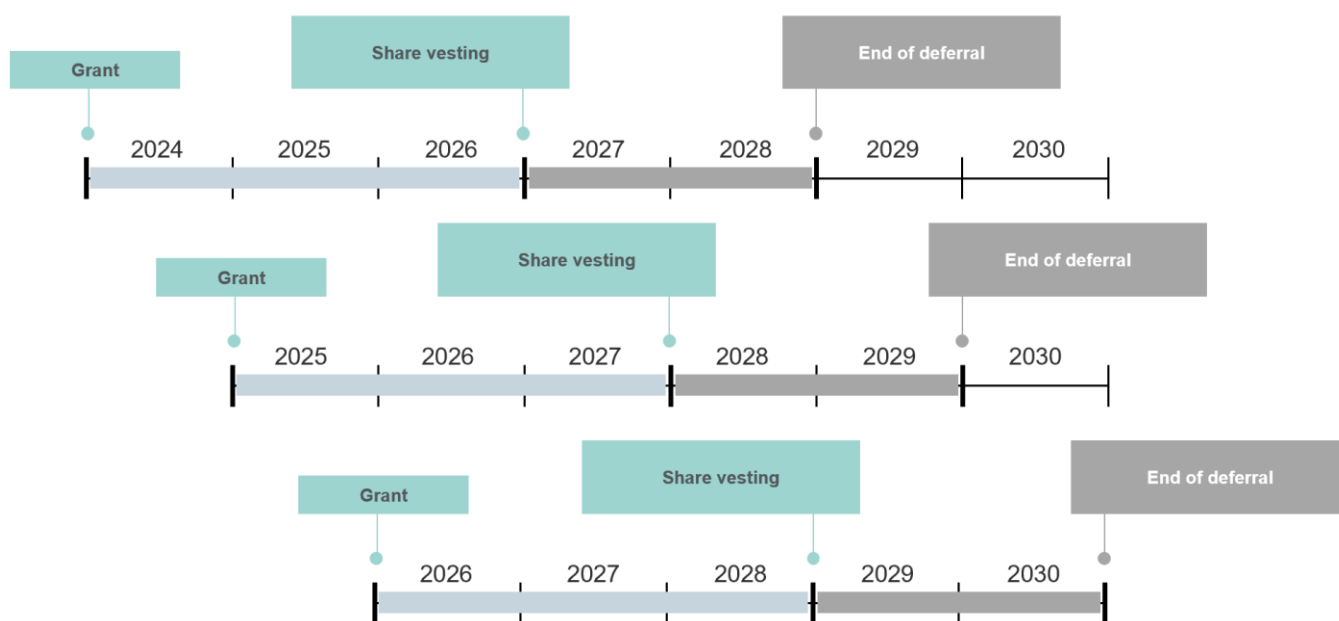 Grant
Share vesting
End of deferral
2024 2025 2026 2027 2028 2029 2030
Grant
Share vesting
End of deferral
2025 2026 2027 2028 2029 2030
Grant
Share vesting
End of deferral
2026 2027 2028 2029 2030